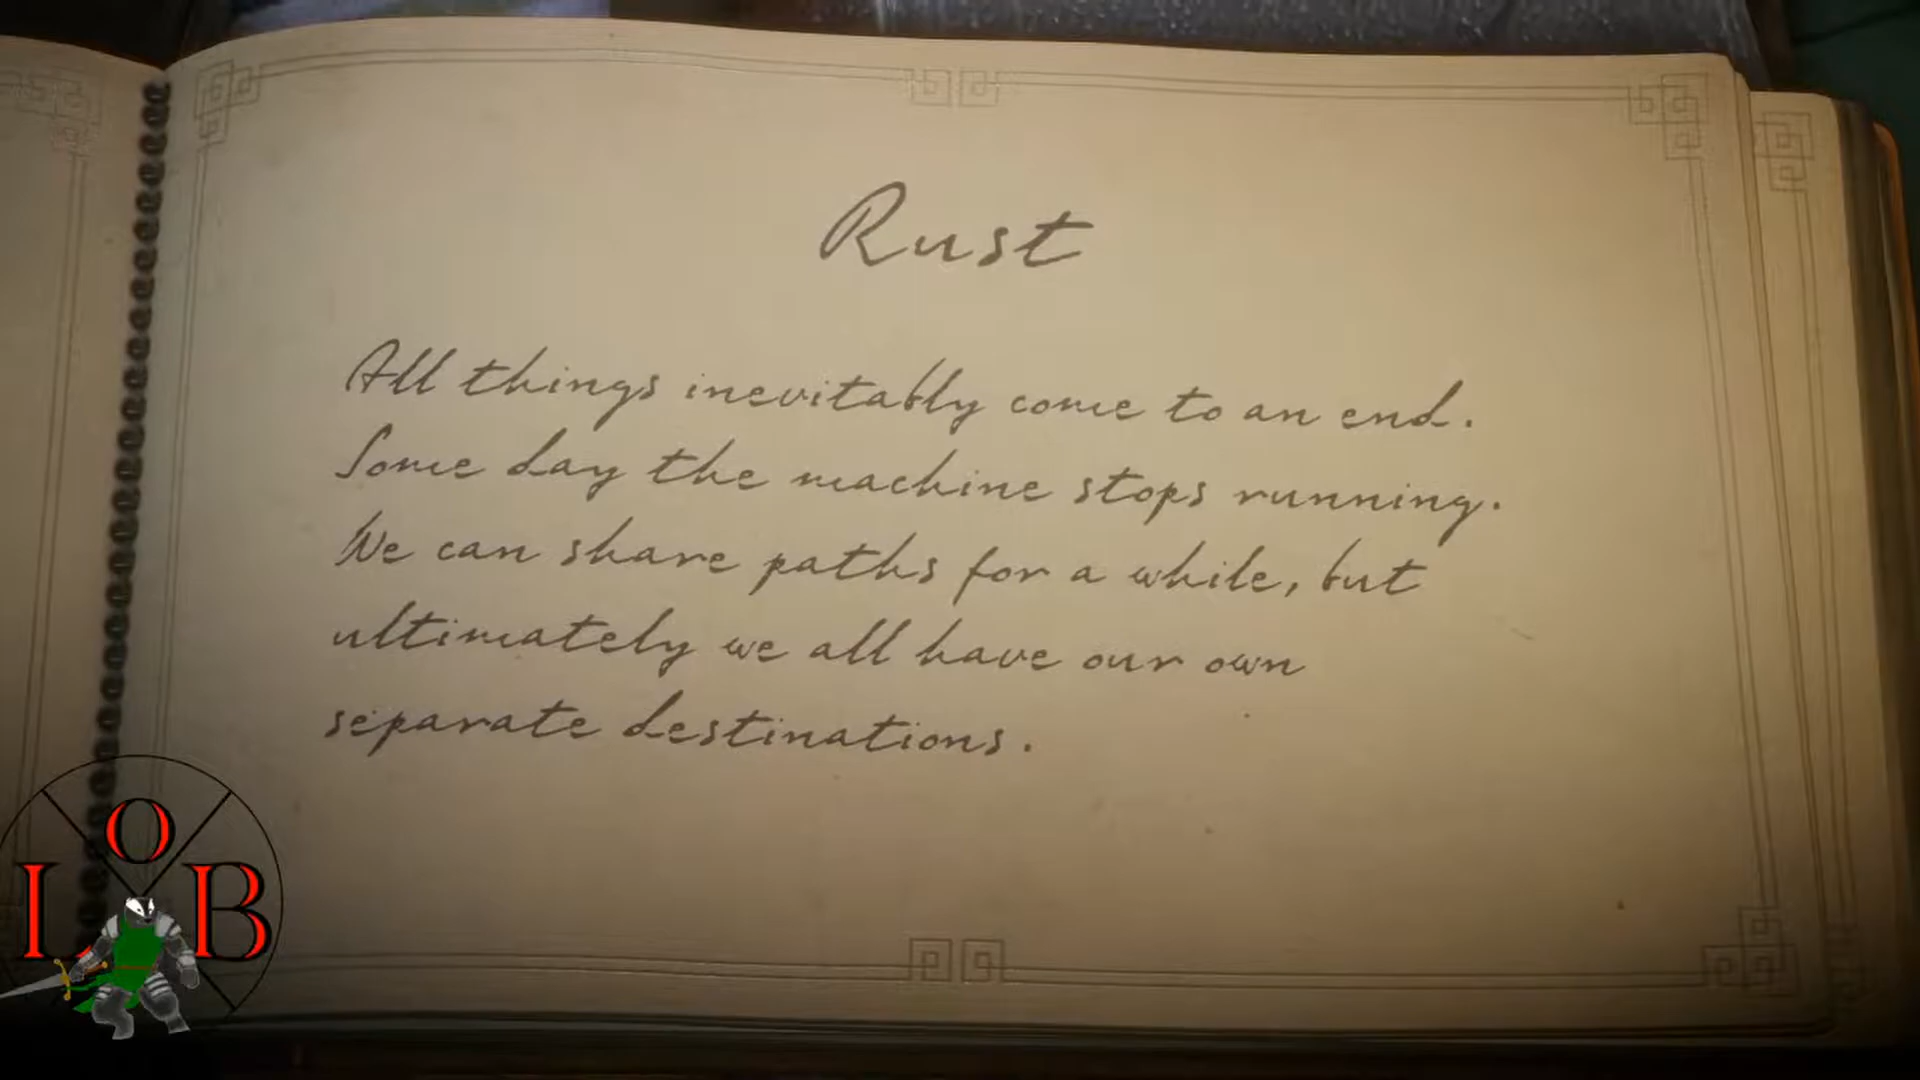 Rust
All things inevitably come to an end.
Some day the machine stops running.
We can share paths for a while, but
ultimately we all have our own
separate destinations.
LOB